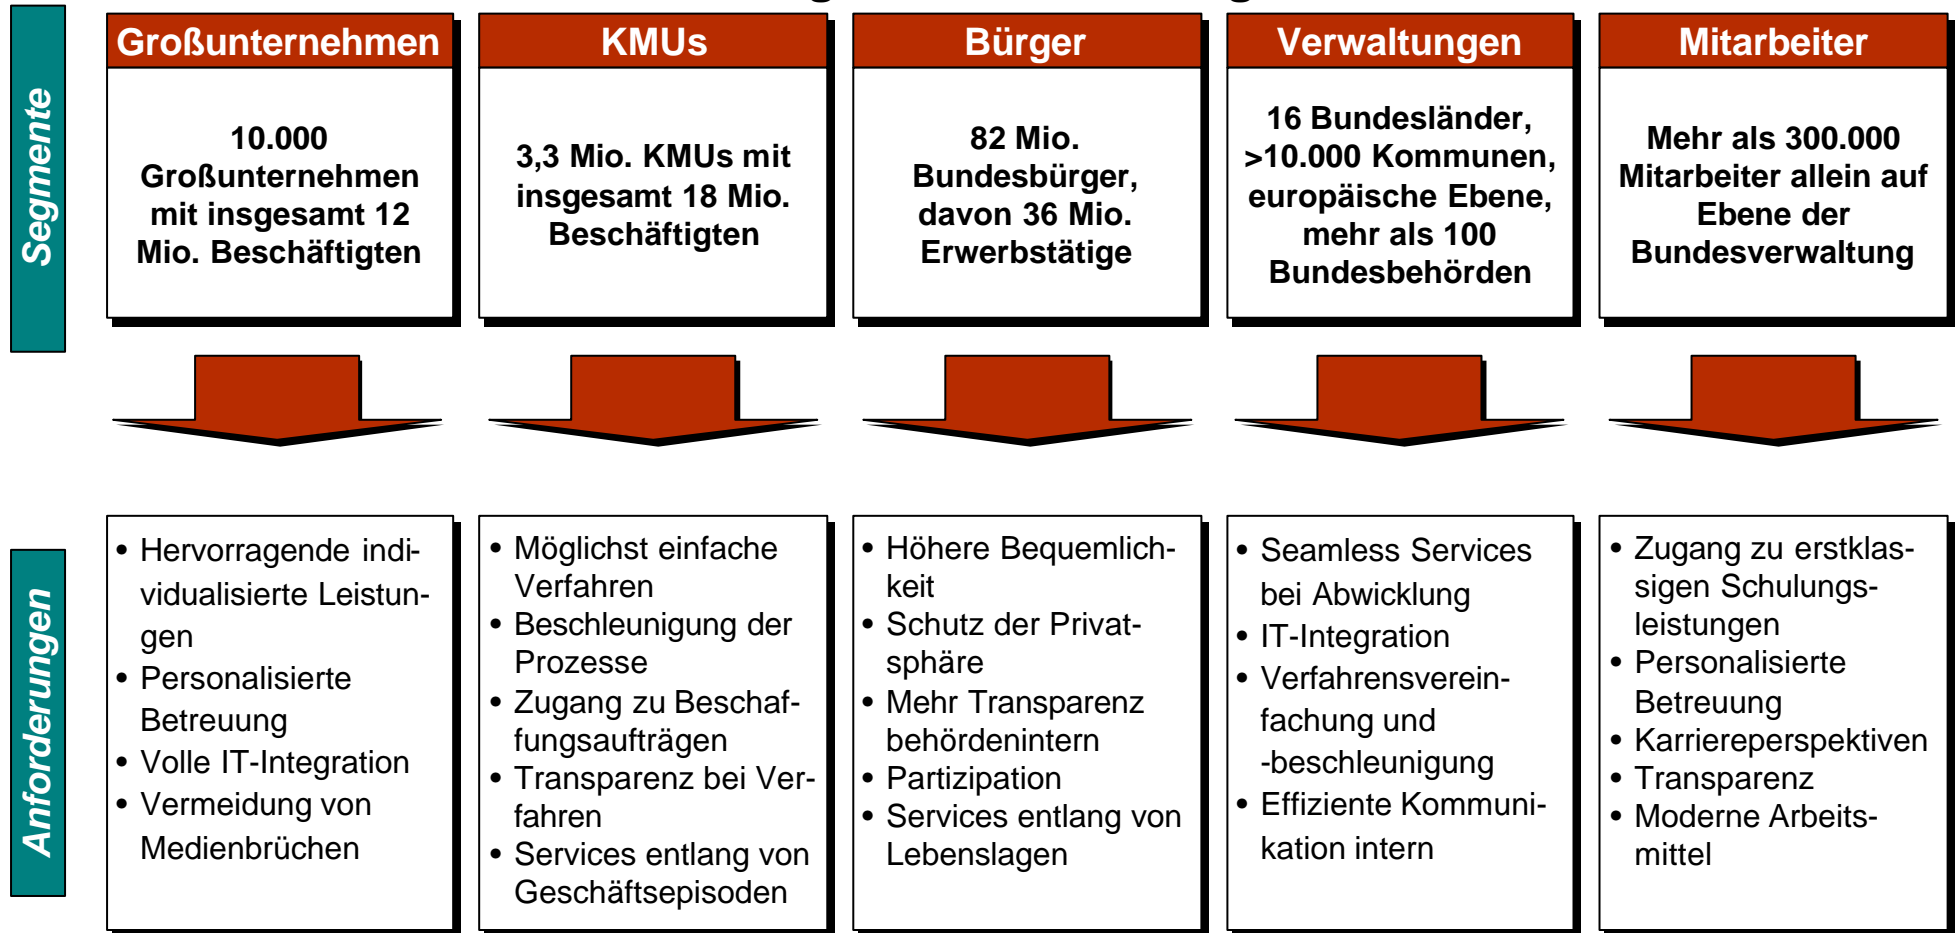 Segmente
Großunternehmen
10.000
Großunternehmen
mit insgesamt 12
Mio. Beschäftigten
KMUs
3,3 Mio. KMUs mit
insgesamt 18 Mio.
Beschäftigten
Bürger
82 Mio.
Bundesbürger,
davon 36 Mio.
Erwerbstätige
Verwaltungen
16 Bundesländer,
>10.000 Kommunen,
europäische Ebene,
mehr als 100
Bundesbehörden
Mitarbeiter
Mehr als 300.000
Mitarbeiter allein auf
Ebene der
Bundesverwaltung
Anforderungen
• Hervorragende indi-
vidualisierte Leistun-
gen
• Personalisierte
Betreuung
• Volle IT-Integration
• Vermeidung von
Medienbrüchen
• Möglichst einfache
Verfahren
• Beschleunigung der
Prozesse
• Zugang zu Beschaf-
fungsaufträgen
• Transparenz bei Ver-
fahren
• Services entlang von
Geschäftsepisoden
• Höhere Bequemlich-
keit
• Schutz der Privat-
sphäre
• Mehr Transparenz
behördenintern
• Partizipation
• Services entlang von
Lebenslagen
• Seamless Services
bei Abwicklung
• IT-Integration
• Verfahrensverein-
fachung und
-beschleunigung
• Effiziente Kommuni-
kation intern
• Zugang zu erstklas-
sigen Schulungs-
leistungen
• Personalisierte
Betreuung
• Karriereperspektiven
• Transparenz
• Moderne Arbeits-
mittel